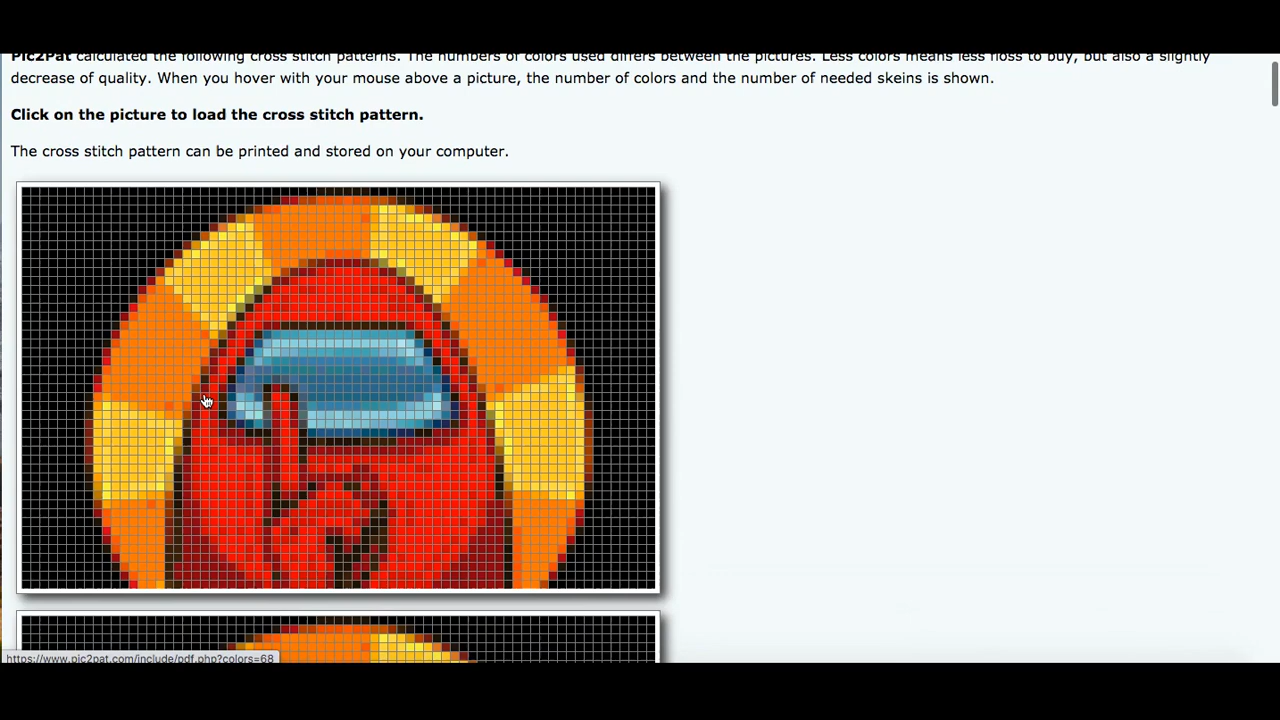 Pic2Pat calculated the following cross stitch patterns. The numbers of colors used differs between the pictures. Less colors means less floss to buy, but also a slightly
decrease of quality. When you hover with your mouse above a picture, the number of colors and the number of needed skeins is shown.
Click on the picture to load the cross stitch pattern.
The cross stitch pattern can be printed and stored on your computer.
https://www.pic2pat.com/include/pdf.php?colors=68